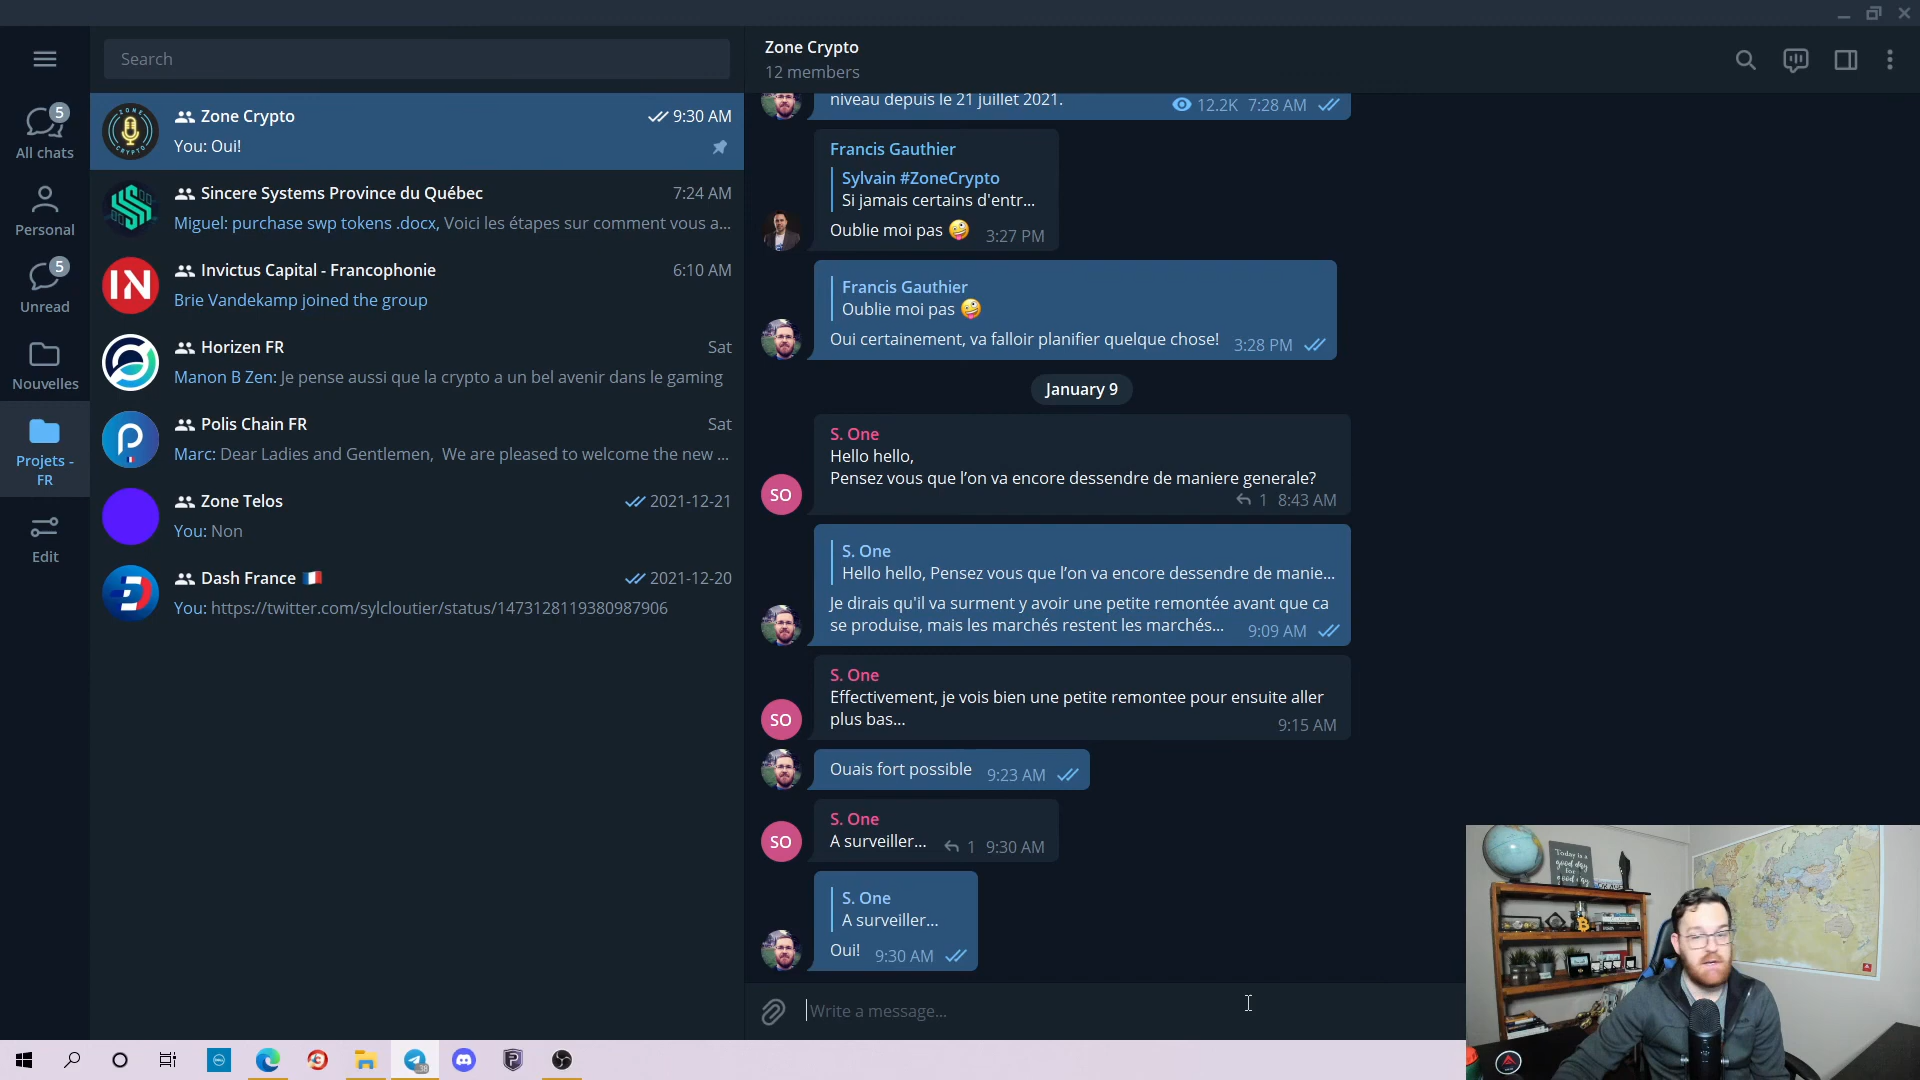 Search
5
All chats
Personal
5
Unread
Nouvelles
Projets -
FR
Edit
ZONE
CRYPTO
Zone Crypto
9:30 AM
You: Oui!
Sincere Systems Province du Québec
7:24 AM
Miguel: purchase swp tokens .docx, Voici les étapes sur comment vous a...
IN
Invictus Capital - Francophonie
6:10 AM
Brie Vandekamp joined the group
Horizen FR
Sat
Manon B Zen: Je pense aussi que la crypto a un bel avenir dans le gaming
Polis Chain FR
Sat
Marc: Dear Ladies and Gentlemen,  We are pleased to welcome the new ...
Zone Telos
2021-12-21
You: Non
Dash France
2021-12-20
You: https://twitter.com/sylcloutier/status/1473128119380987906
Zone Crypto
12 members
niveau depuis le 21 juillet 2021.
12.2K 7:28 AM
Francis Gauthier
Sylvain #ZoneCrypto
Si jamais certains d'entr...
Oublie moi pas 🤪 3:27 PM
Francis Gauthier
Oublie moi pas 🤪
Oui certainement, va falloir planifier quelque chose! 3:28 PM
January 9
S. One
Hello hello,
Pensez vous que l’on va encore dessendre de maniere generale?
SO
1 8:43 AM
S. One
Hello hello, Pensez vous que l’on va encore dessendre de manie...
Je dirais qu'il va surment y avoir une petite remontée avant que ca
se produise, mais les marchés restent les marchés... 9:09 AM
S. One
Effectivement, je vois bien une petite remontee pour ensuite aller
plus bas...
SO
9:15 AM
Ouais fort possible 9:23 AM
S. One
SO
A surveiller... 1 9:30 AM
S. One
A surveiller...
Oui! 9:30 AM
Write a message...
Today is a
good day
for a
good day
38